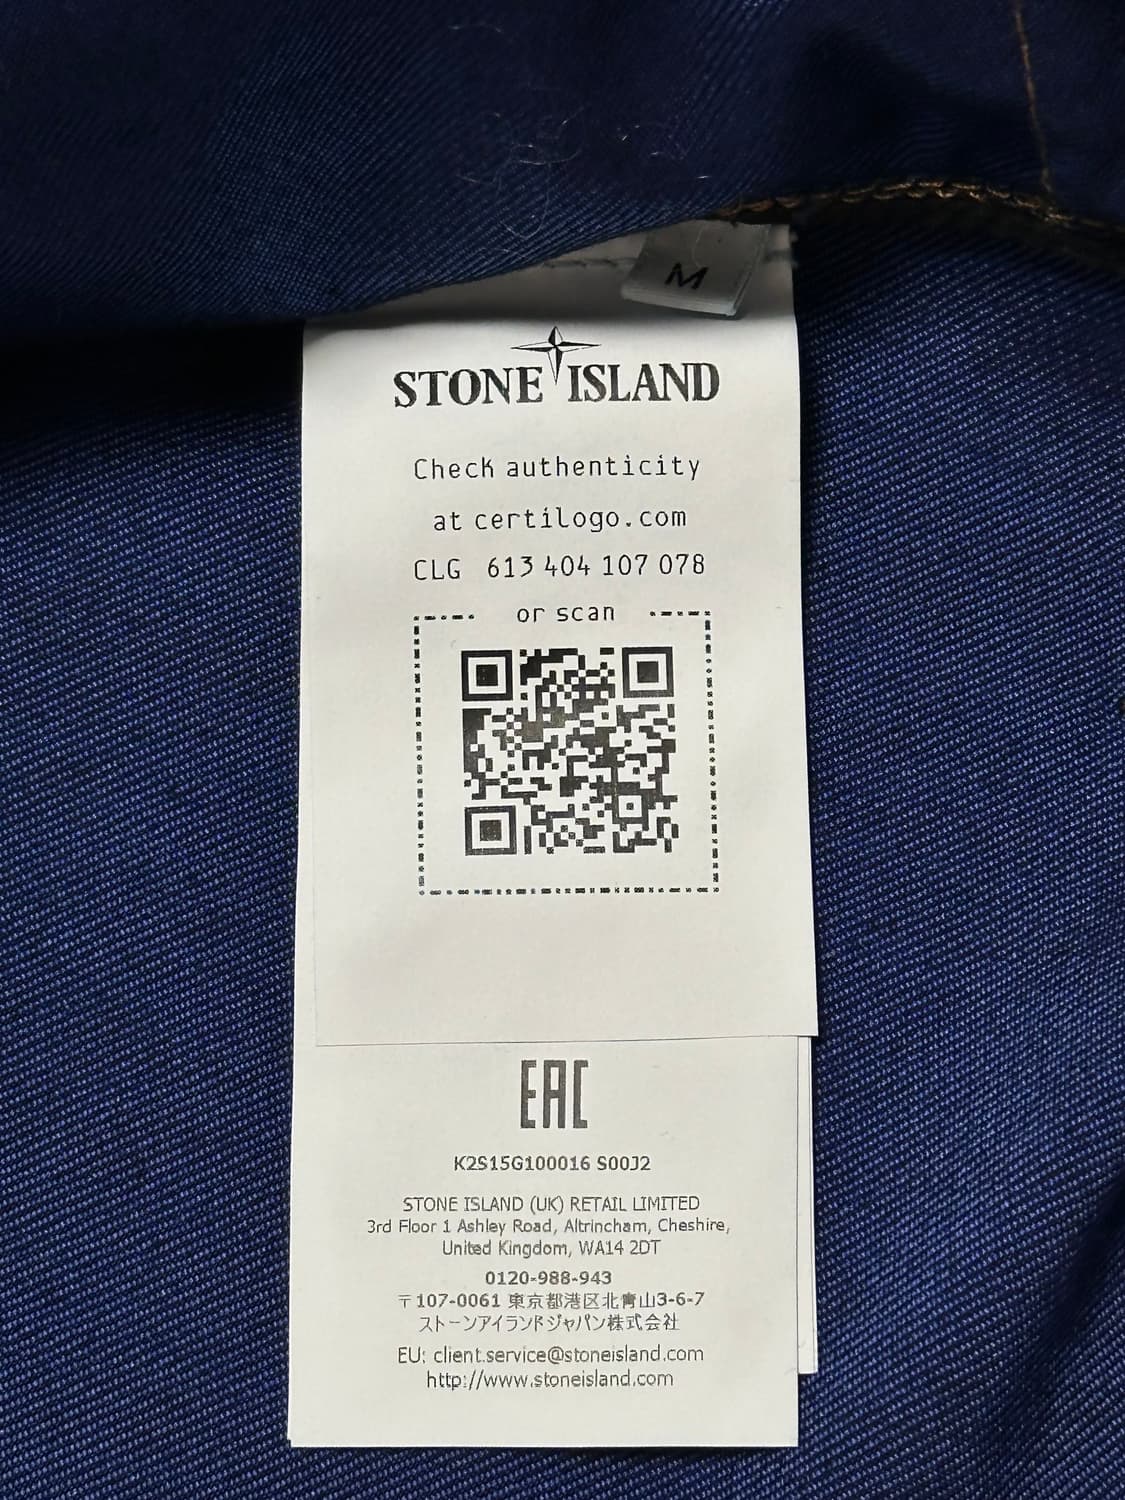 M
STONE ISLAND
Check authenticity
at certilogo.com
CLG 613 404 107 078
or scan
EAC
K2S15G100016 S00J2
STONE ISLAND (UK) RETAIL LIMITED
3rd Floor 1 Ashley Road, Altrincham, Cheshire,
United Kingdom, WA14 2DT
0120-988-943
〒107-0061 東京都港区北青山3-6-7
ストーンアイランドジャパン株式会社
EU: client.service@stoneisland.com
http://www.stoneisland.com